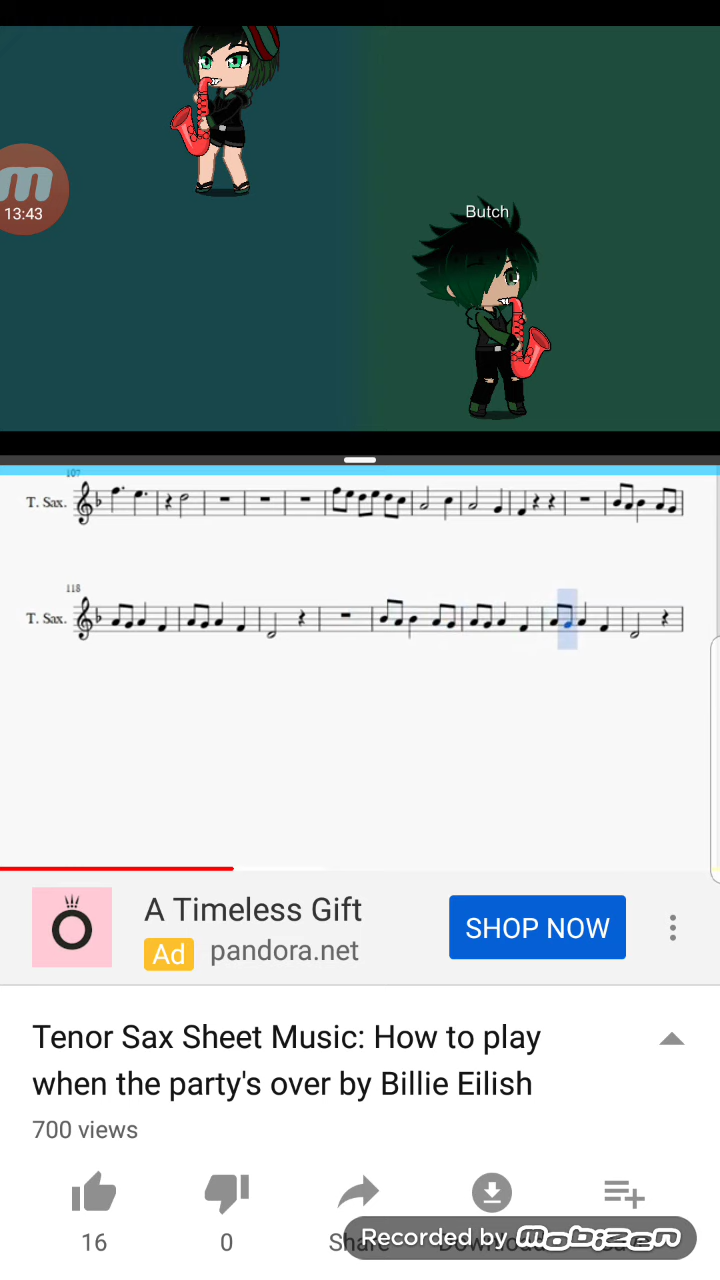 13:43
Butch
107
T. Sax.
118
T. Sax.
A Timeless Gift
SHOP NOW
Ad pandora.net
Tenor Sax Sheet Music: How to play
when the party's over by Billie Eilish
700 views
16
0
Share
Recorded by mobizen